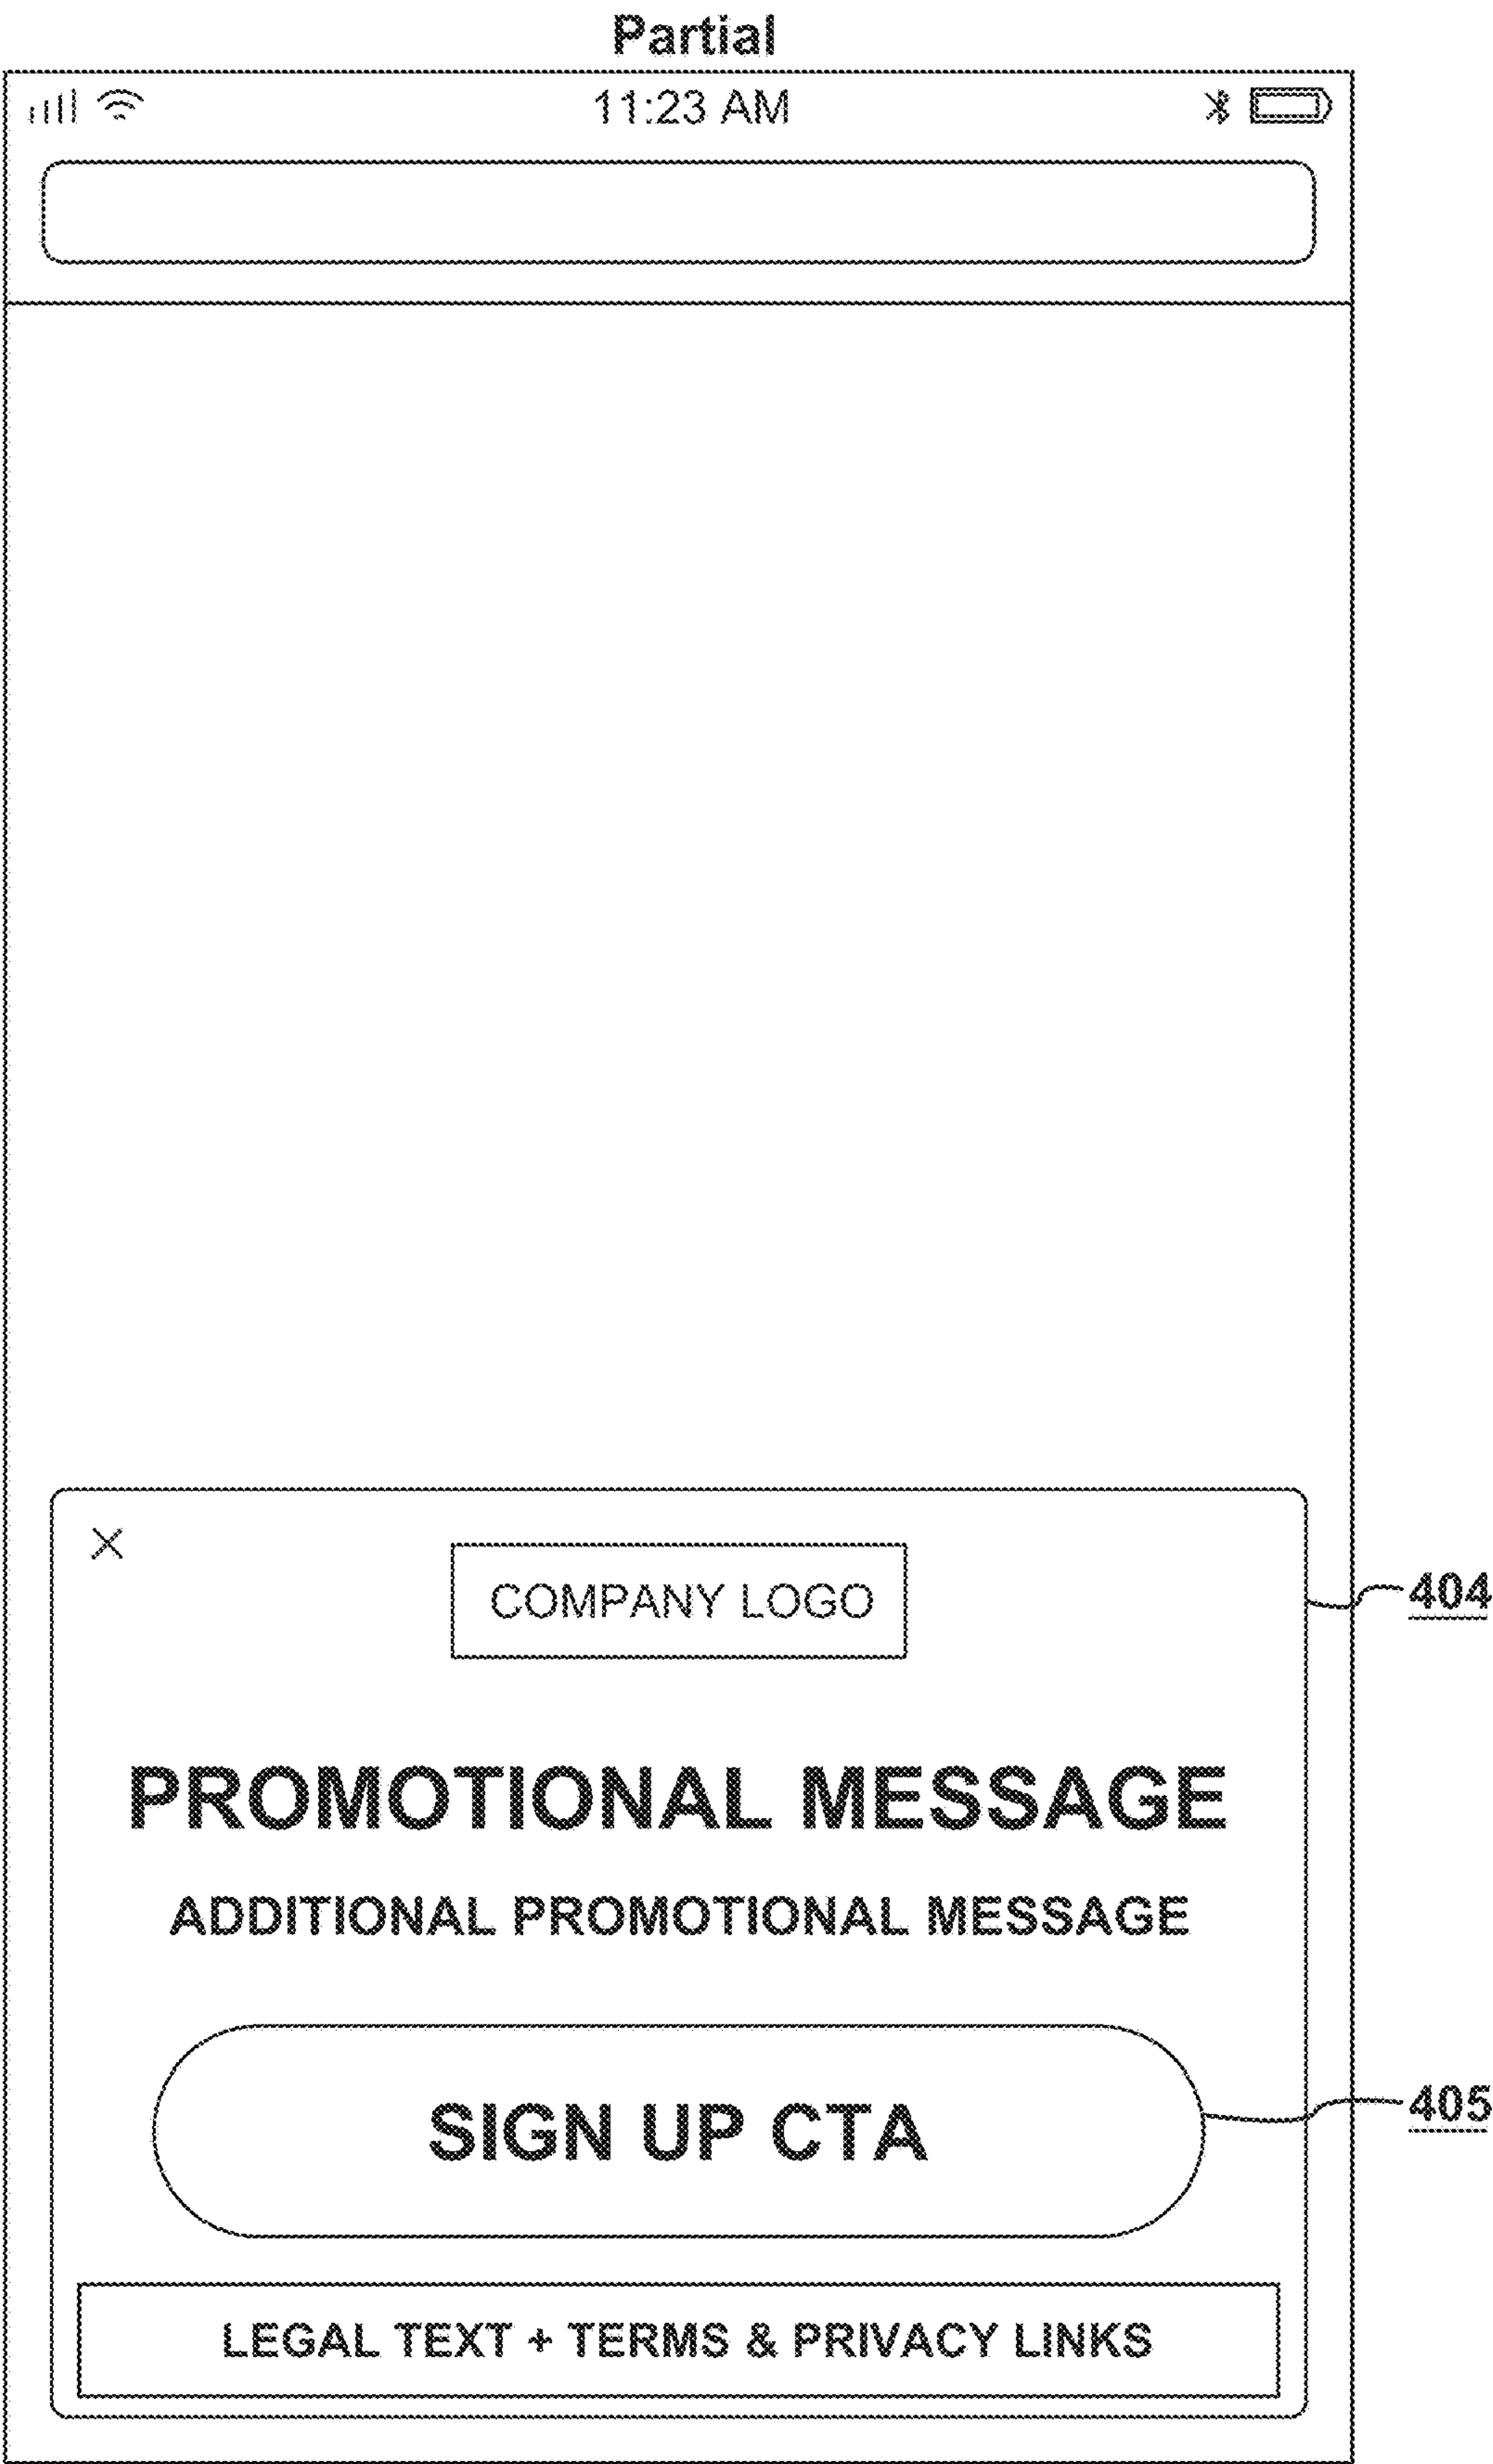 Partial
11:23 AM
COMPANY LOGO
404
PROMOTIONAL MESSAGE
ADDITIONAL PROMOTIONAL MESSAGE
SIGN UP CTA
405
LEGAL TEXT + TERMS & PRIVACY LINKS